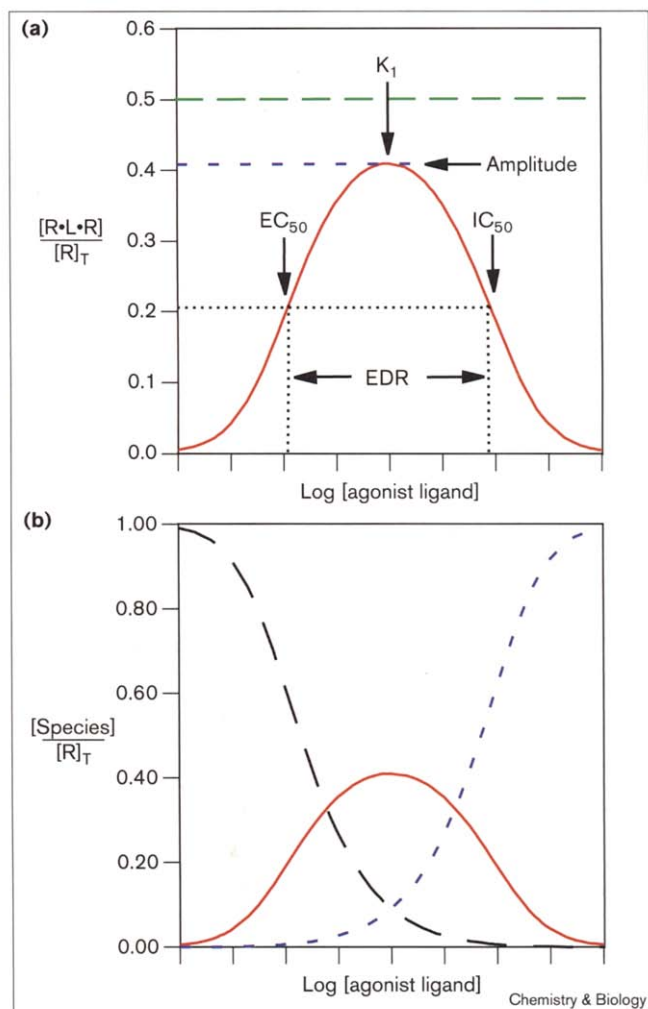 (a)
0.6
0.5
0.4
0.3
0.2
0.1
0.0
[R•L•R]
[R]T
K1
Amplitude
EC50
IC50
EDR
Log [agonist ligand]
(b)
1.00
0.80
0.60
0.40
0.20
0.00
[Species]
[R]T
Log [agonist ligand]
Chemistry & Biology